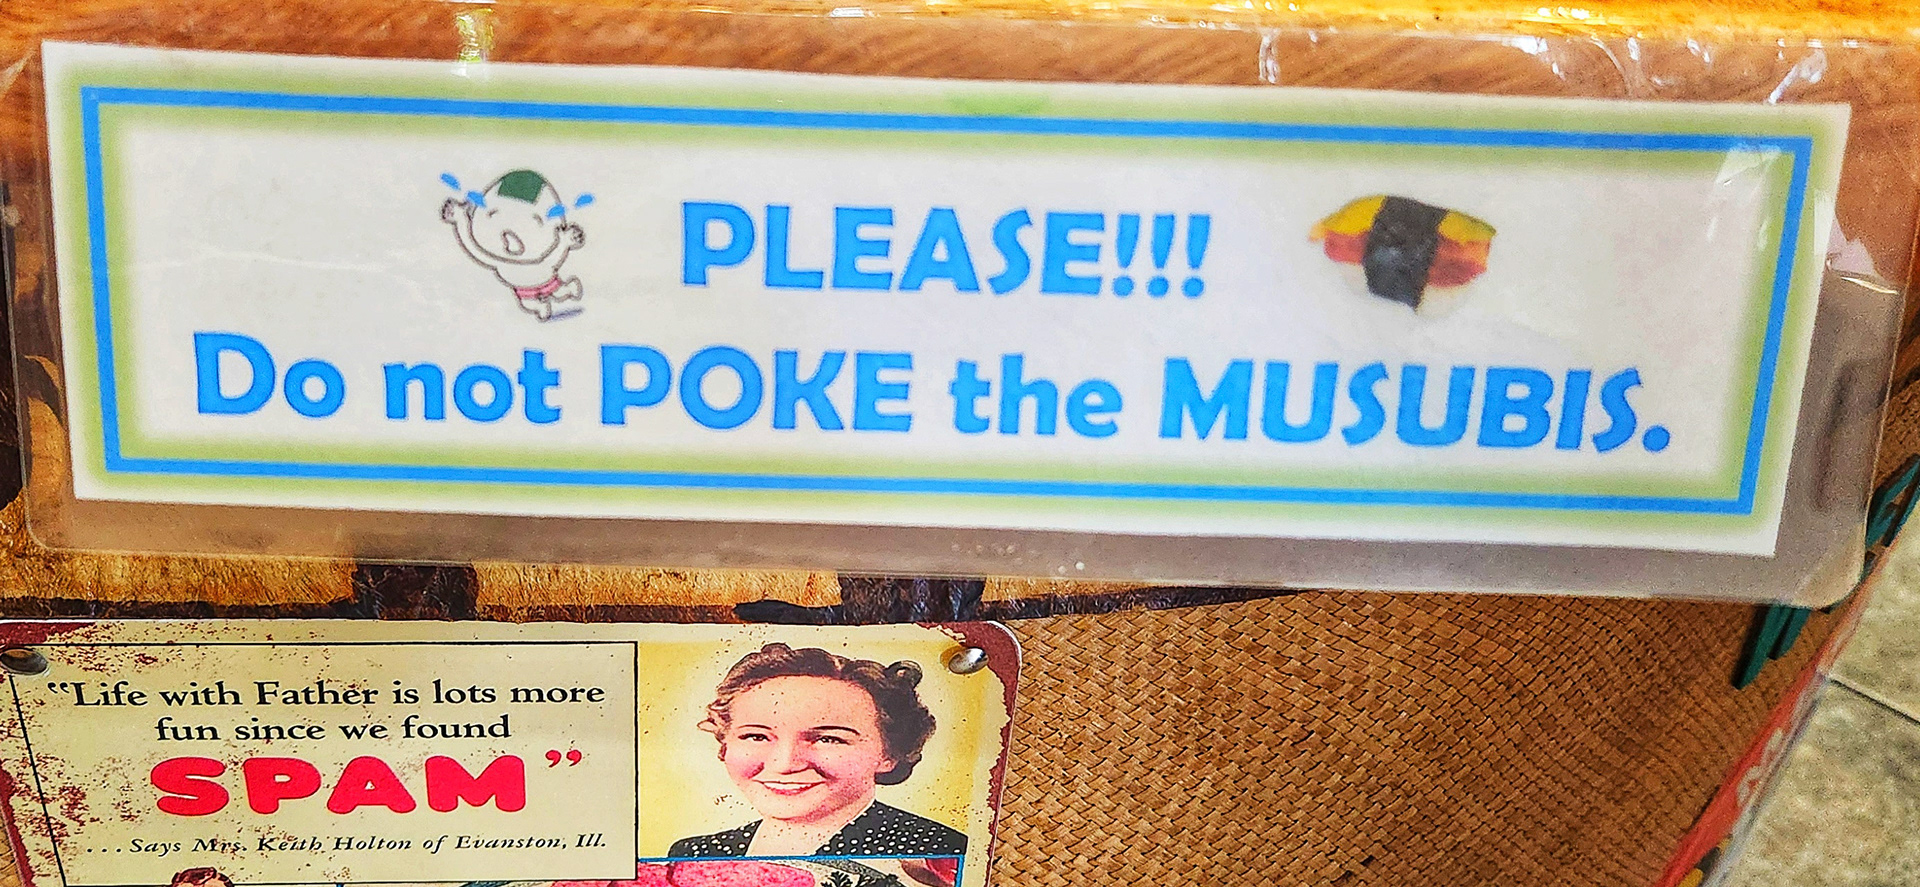 PLEASE!!!
Do not POKE the MUSUBIS.
"Life with Father is lots more
fun since we found
SPAM"
...Says Mrs. Keith Holton of Evanston, Ill.